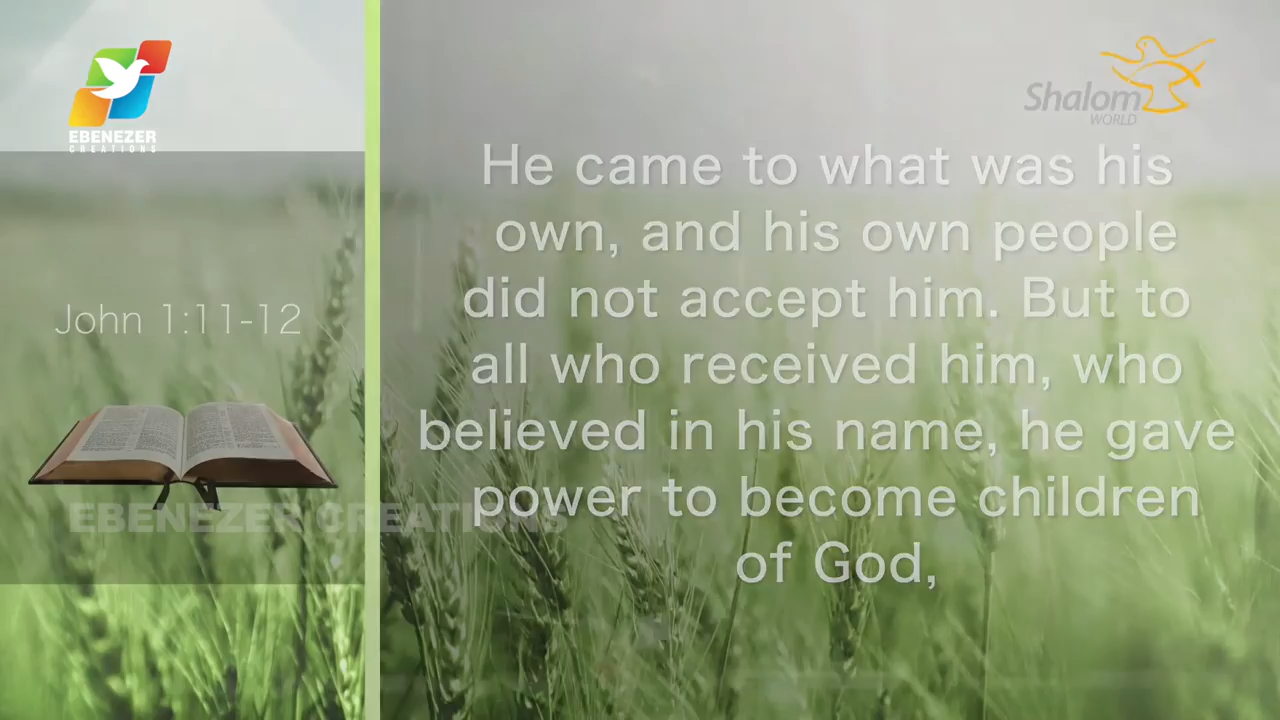 EBENEZER
CREATIONS
Shalom
WORLD
John 1:11-12
He came to what was his
own, and his own people
did not accept him. But to
all who received him, who
believed in his name, he gave
power to become children
of God,
EBENEZER CREATIONS